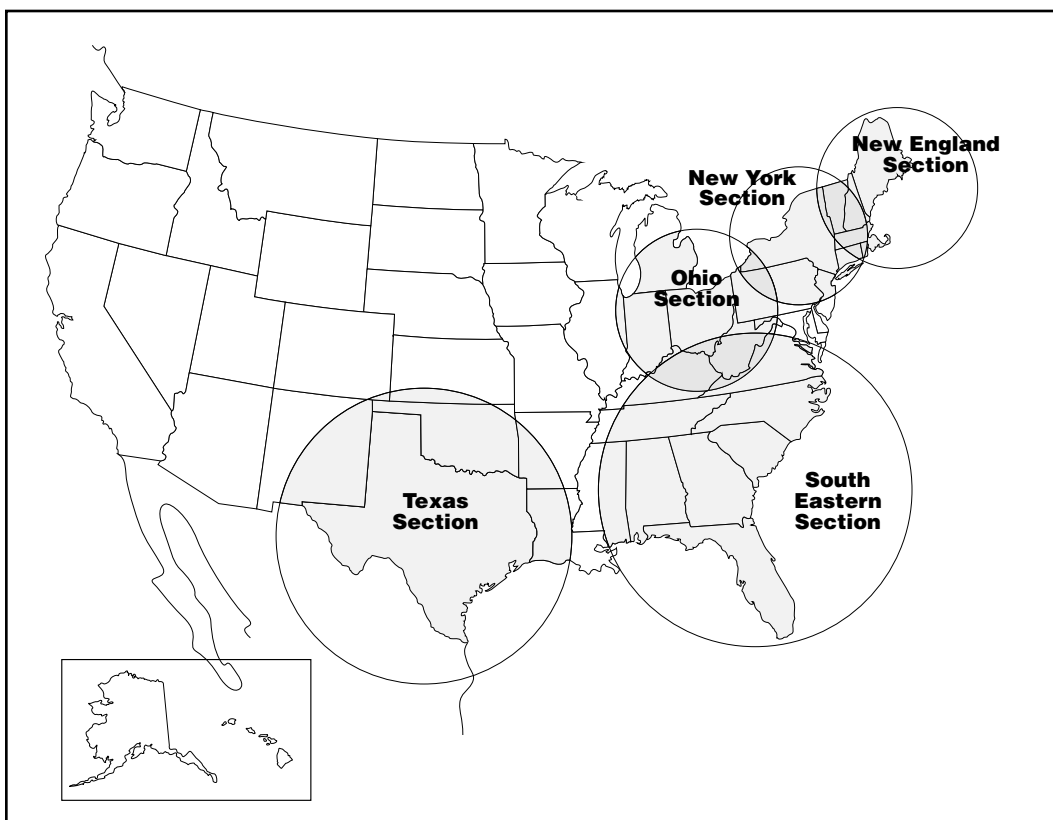 New England
Section
New York
Section
Ohio
Section
Texas
Section
South
Eastern
Section